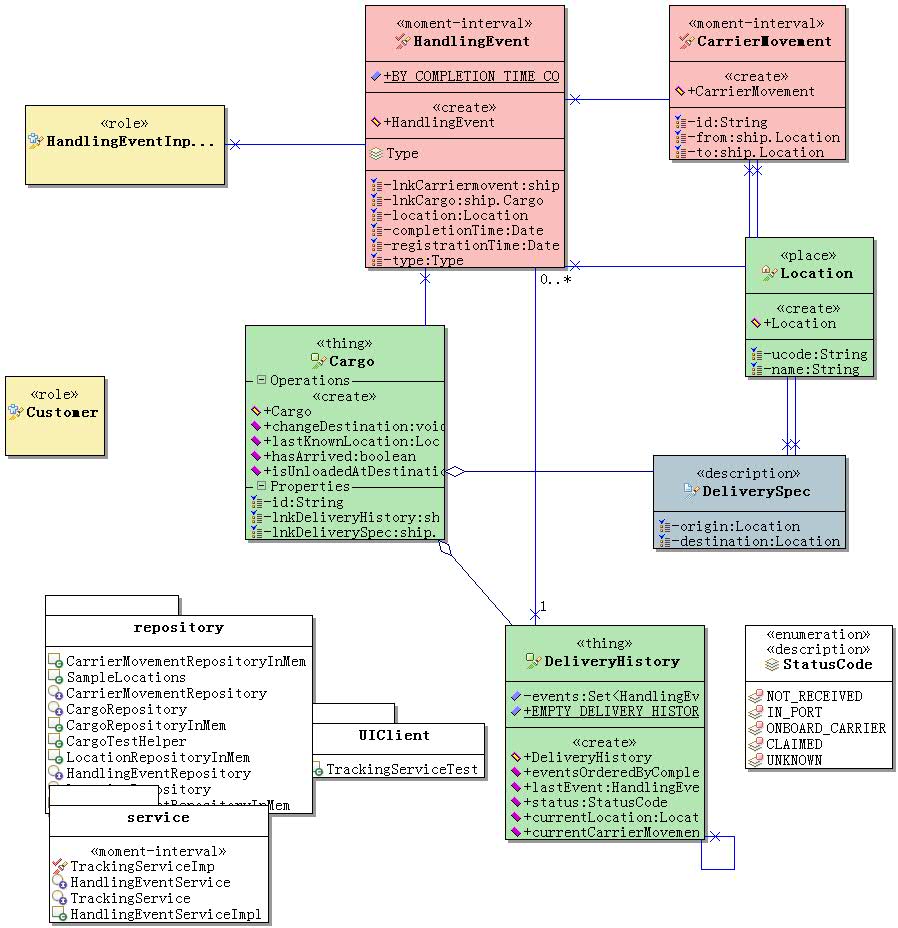 «moment-interval»
HandlingEvent
+BY_COMPLETION_TIME_CO
«create»
+HandlingEvent
Type
-lnkCarriermovent:ship
-lnkCargo:ship.Cargo
-location:Location
-completionTime:Date
-registrationTime:Date
-type:Type
«moment-interval»
CarrierMovement
«create»
+CarrierMovement
-id:String
-from:ship.Location
-to:ship.Location
«role»
HandlingEventInp...
«place»
Location
«create»
+Location
-ucode:String
-name:String
0..*
«thing»
Cargo
Operations
«create»
+Cargo
+changeDestination:void
+lastKnownLocation:Loc
+hasArrived:boolean
+isUnloadedAtDestinati
Properties
-id:String
-lnkDeliveryHistory:sh
-lnkDeliverySpec:ship.
«role»
Customer
«description»
DeliverySpec
-origin:Location
-destination:Location
1
«thing»
DeliveryHistory
-events:Set<HandlingEv
+EMPTY_DELIVERY_HISTOR
«create»
+DeliveryHistory
+eventsOrderedByComple
+lastEvent:HandlingEve
+status:StatusCode
+currentLocation:Locat
+currentCarrierMovemen
«enumeration»
«description»
StatusCode
NOT_RECEIVED
IN_PORT
ONBOARD_CARRIER
CLAIMED
UNKNOWN
repository
CarrierMovementRepositoryInMem
SampleLocations
CarrierMovementRepository
CargoRepository
CargoRepositoryInMem
CargoTestHelper
LocationRepositoryInMem
HandlingEventRepository
UIClient
TrackingServiceTest
service
«moment-interval»
TrackingServiceImp
HandlingEventService
TrackingService
HandlingEventServiceImpl